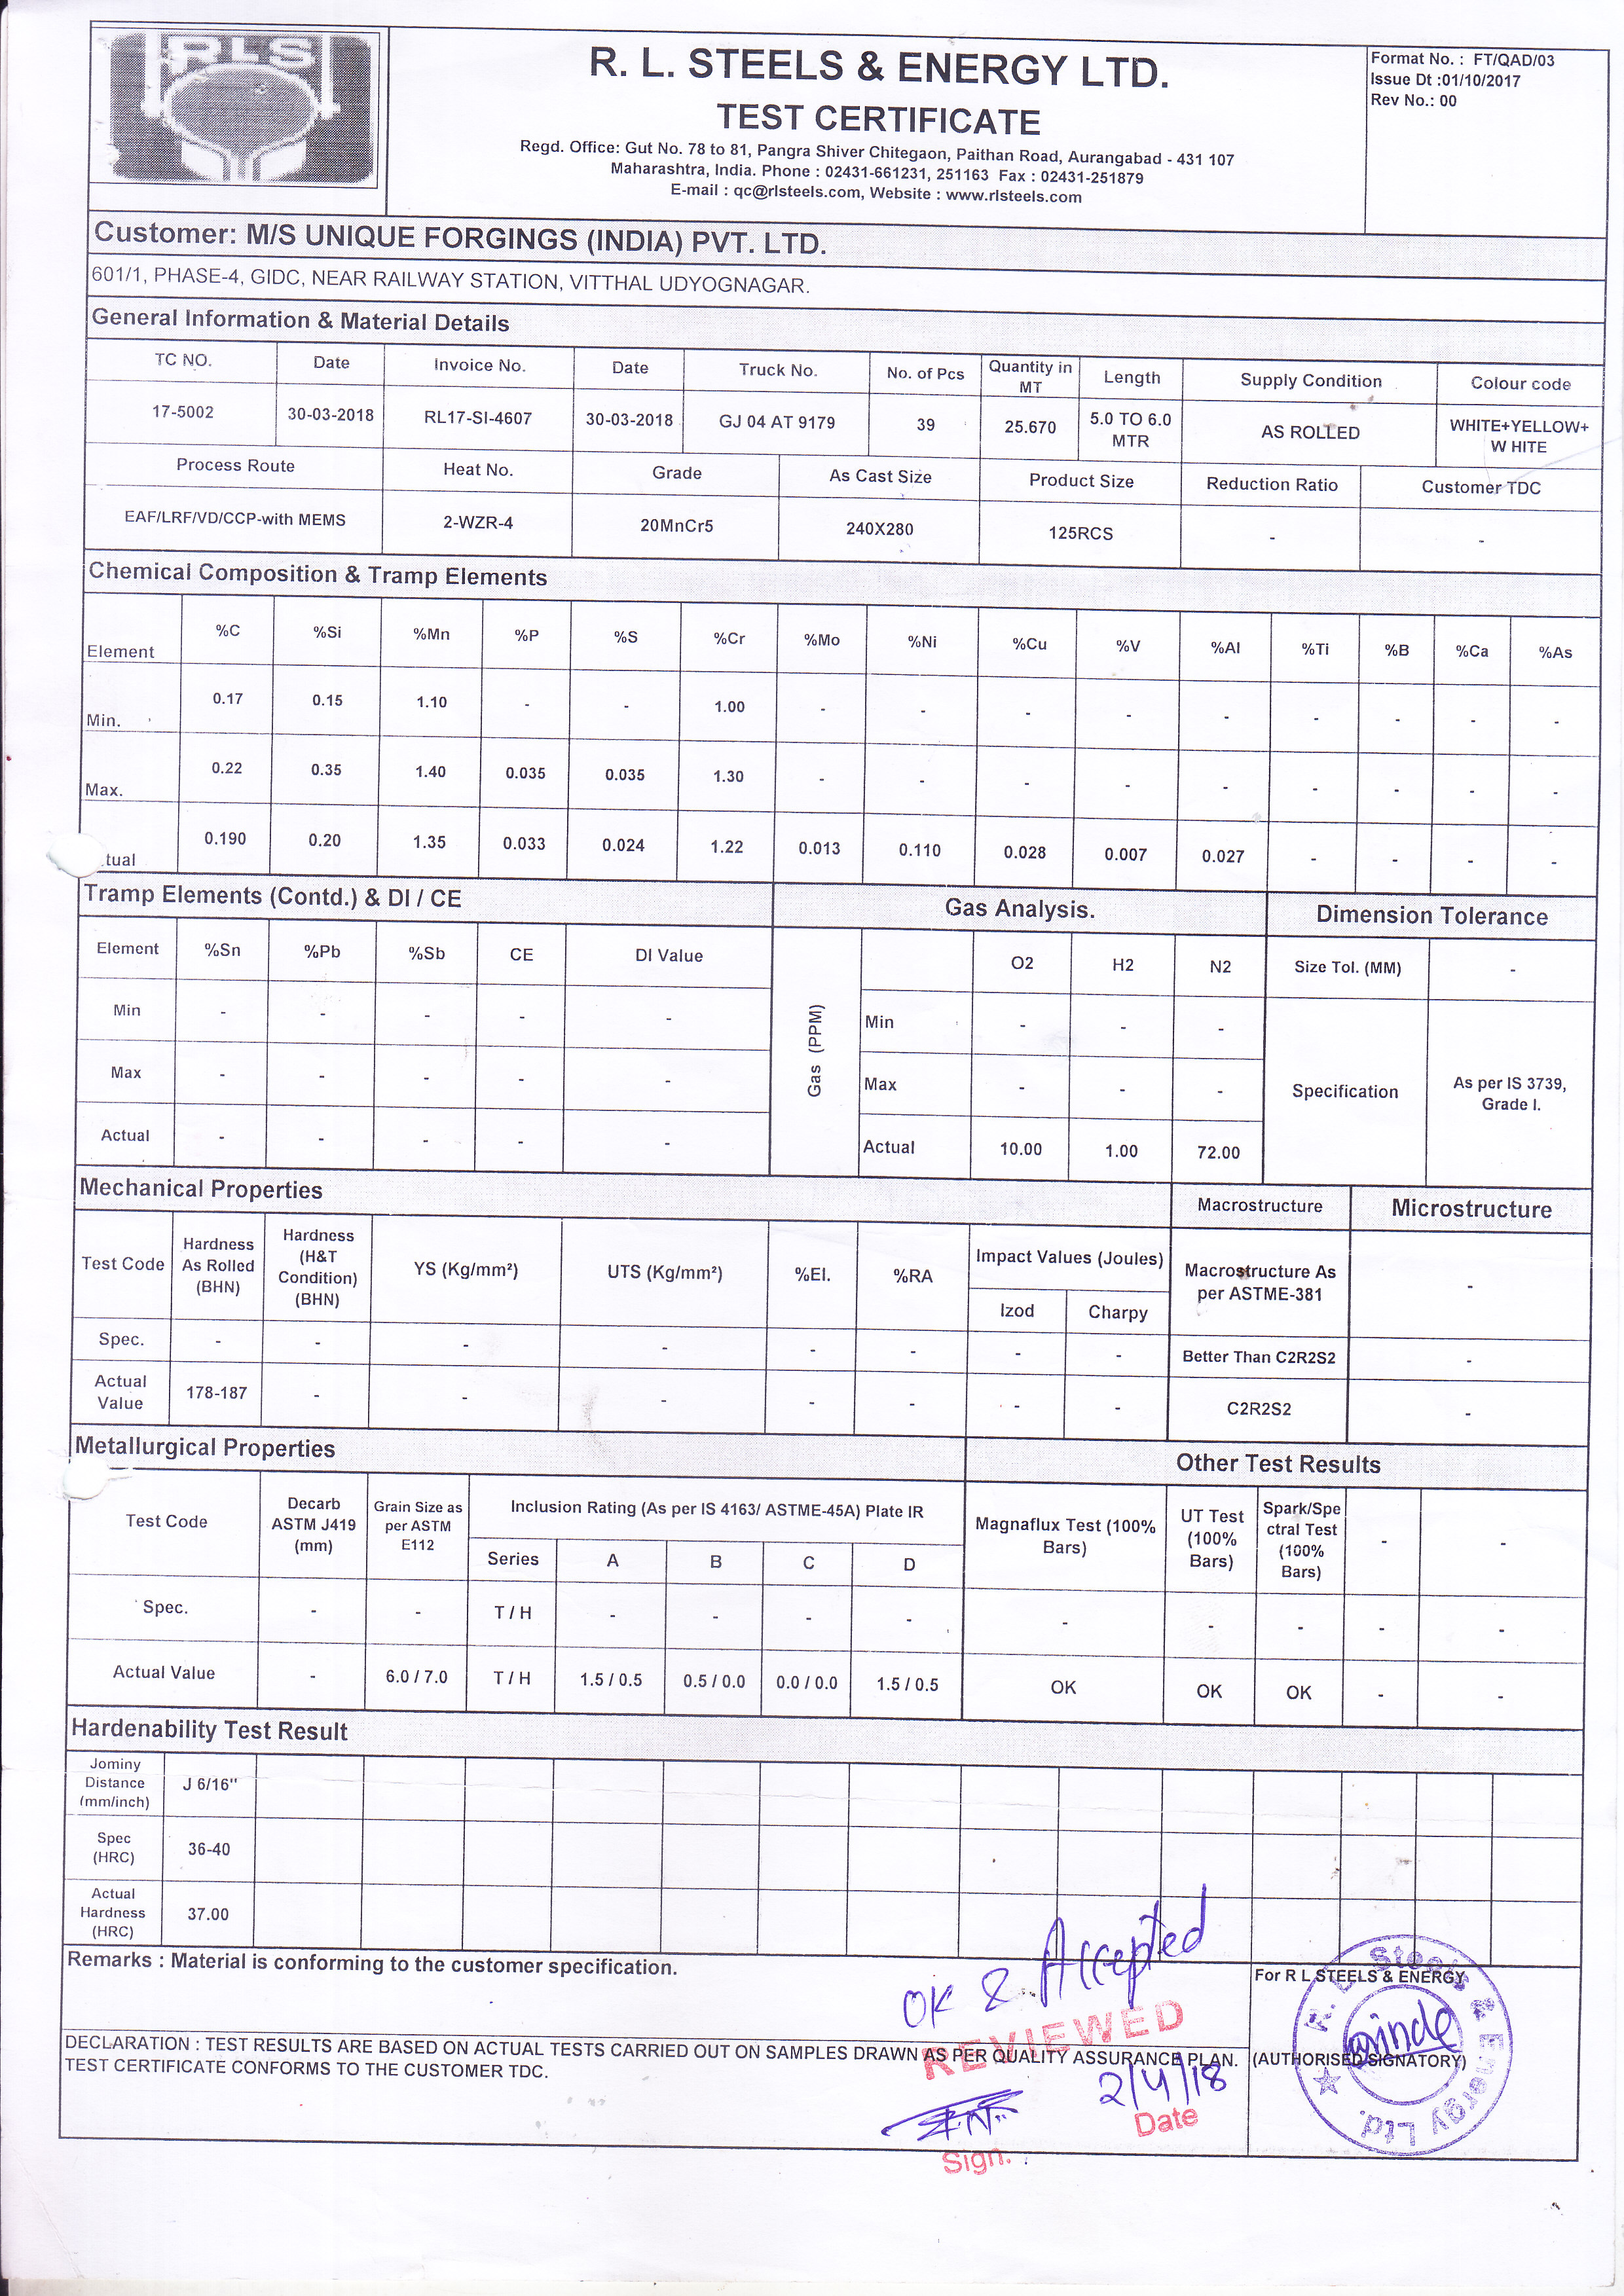 RLS
R. L. STEELS & ENERGY LTD.
TEST CERTIFICATE
Regd. Office: Gut No. 78 to 81, Pangra Shiver Chitegaon, Paithan Road, Aurangabad - 431 107
Maharashtra, India. Phone : 02431-661231, 251163 Fax : 02431-251879
E-mail : qc@rlsteels.com, Website : www.rlsteels.com
Format No. : FT/QAD/03
Issue Dt :01/10/2017
Rev No.: 00
Customer: M/S UNIQUE FORGINGS (INDIA) PVT. LTD.
601/1, PHASE-4, GIDC, NEAR RAILWAY STATION, VITTHAL UDYOGNAGAR.
General Information & Material Details
TC NO. Date Invoice No. Date Truck No. No. of Pcs Quantity in MT Length Supply Condition Colour code
17-5002 30-03-2018 RL17-SI-4607 30-03-2018 GJ 04 AT 9179 39 25.670 5.0 TO 6.0 MTR AS ROLLED WHITE+YELLOW+ W HITE
Process Route Heat No. Grade As Cast Size Product Size Reduction Ratio Customer TDC
EAF/LRF/VD/CCP-with MEMS 2-WZR-4 20MnCr5 240X280 125RCS - -
Chemical Composition & Tramp Elements
Element %C %Si %Mn %P %S %Cr %Mo %Ni %Cu %V %Al %Ti %B %Ca %As
Min. 0.17 0.15 1.10 - - 1.00 - - - - - - - - -
Max. 0.22 0.35 1.40 0.035 0.035 1.30 - - - - - - - - -
tual 0.190 0.20 1.35 0.033 0.024 1.22 0.013 0.110 0.028 0.007 0.027 - - - -
Tramp Elements (Contd.) & DI / CE Gas Analysis. Dimension Tolerance
Element %Sn %Pb %Sb CE DI Value Gas (PPM) O2 H2 N2 Size Tol. (MM) -
Min - - - - - Min - - -
Max - - - - - Max - - - Specification As per IS 3739, Grade I.
Actual - - - - - Actual 10.00 1.00 72.00
Mechanical Properties Macrostructure Microstructure
Test Code Hardness As Rolled (BHN) Hardness (H&T Condition) (BHN) YS (Kg/mm²) UTS (Kg/mm²) %El. %RA Impact Values (Joules) Macrostructure As per ASTME-381 -
Izod Charpy
Spec. - - - - - - - - Better Than C2R2S2 -
Actual Value 178-187 - - - - - - - C2R2S2 -
Metallurgical Properties Other Test Results
Test Code Decarb ASTM J419 (mm) Grain Size as per ASTM E112 Inclusion Rating (As per IS 4163/ ASTME-45A) Plate IR Magnaflux Test (100% Bars) UT Test (100% Bars) Spark/Spe ctral Test (100% Bars) - -
Series A B C D
Spec. - - T / H - - - - - - - - -
Actual Value - 6.0 / 7.0 T / H 1.5 / 0.5 0.5 / 0.0 0.0 / 0.0 1.5 / 0.5 OK OK OK - -
Hardenability Test Result
Jominy Distance (mm/inch) J 6/16"
Spec (HRC) 36-40
Actual Hardness (HRC) 37.00
Remarks : Material is conforming to the customer specification.
OK & Accepted
For R L STEELS & ENERGY
R. L. Steels & Energy Ltd.
REVIEWED
DECLARATION : TEST RESULTS ARE BASED ON ACTUAL TESTS CARRIED OUT ON SAMPLES DRAWN AS PER QUALITY ASSURANCE PLAN.
TEST CERTIFICATE CONFORMS TO THE CUSTOMER TDC.
(AUTHORISED SIGNATORY)
2/4/18
Date
Sign.